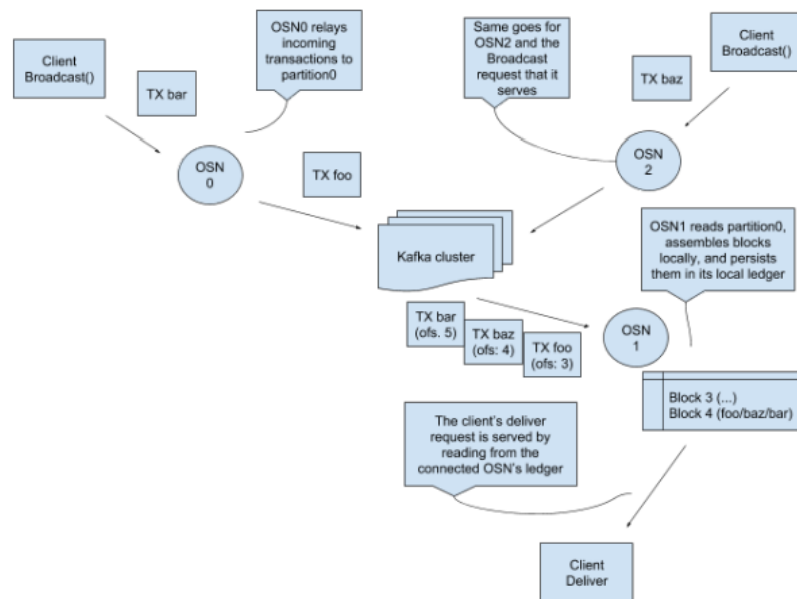 Client
Broadcast()
TX bar
OSN0 relays
incoming
transactions to
partition0
Same goes for
OSN2 and the
Broadcast
request that it
serves
TX baz
Client
Broadcast()
OSN
0
TX foo
OSN
2
Kafka cluster
OSN1 reads partition0,
assembles blocks
locally, and persists
them in its local ledger
TX bar
(ofs. 5)
TX baz
(ofs: 4)
TX foo
(ofs: 3)
OSN
1
Block 3 (...)
Block 4 (foo/baz/bar)
The client's deliver
request is served by
reading from the
connected OSN's ledger
Client
Deliver